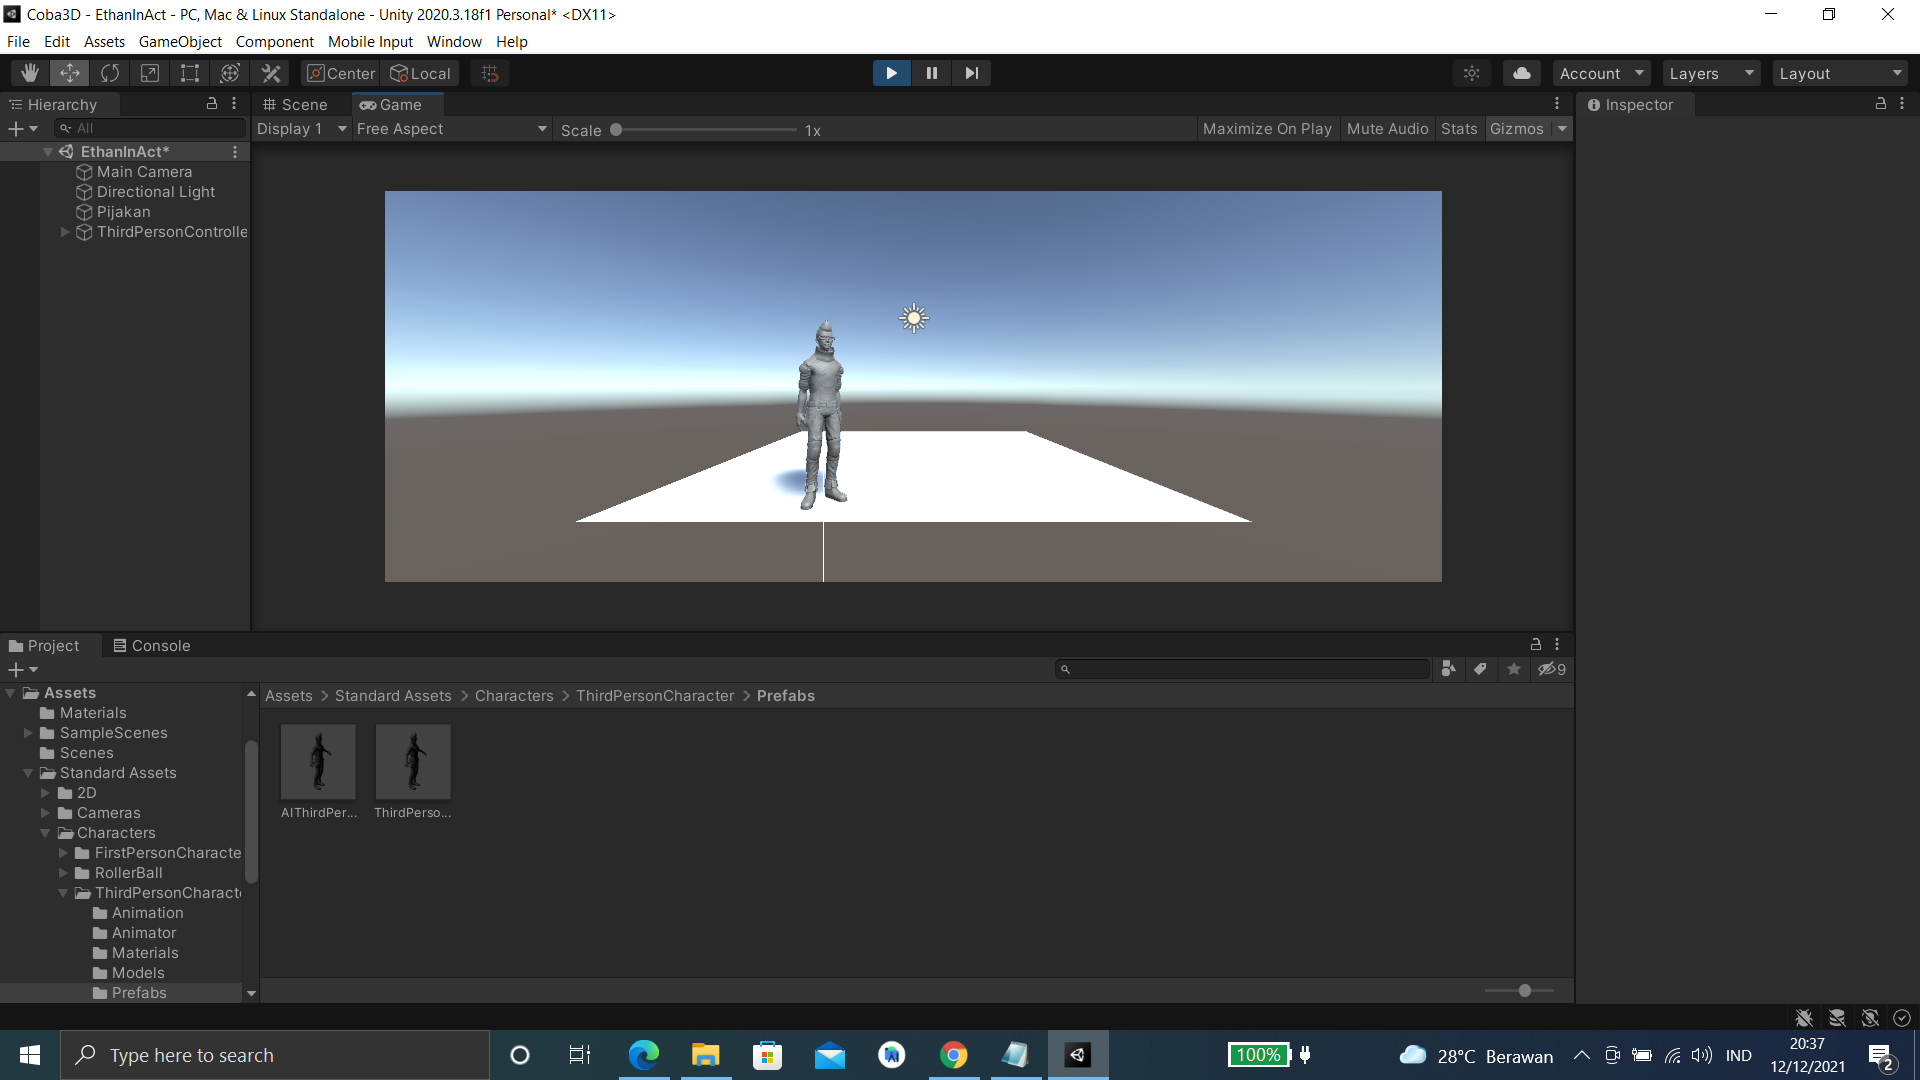 Coba3D - EthanInAct - PC, Mac & Linux Standalone - Unity 2020.3.18f1 Personal* <DX11>
File Edit Assets GameObject Component Mobile Input Window Help
Center Local Account Layers Layout
Hierarchy Scene Game Inspector
All Display 1 Free Aspect Scale 1x Maximize On Play Mute Audio Stats Gizmos
EthanInAct*
Main Camera
Directional Light
Pijakan
ThirdPersonControlle
Project Console
9
Assets
Assets > Standard Assets > Characters > ThirdPersonCharacter > Prefabs
Materials
SampleScenes
Scenes
Standard Assets
2D
Cameras
AIThirdPer... ThirdPerso...
Characters
FirstPersonCharacte
RollerBall
ThirdPersonCharacte
Animation
Animator
Materials
Models
Prefabs
Type here to search
100%
28°C Berawan
IND
20:37
12/12/2021
2